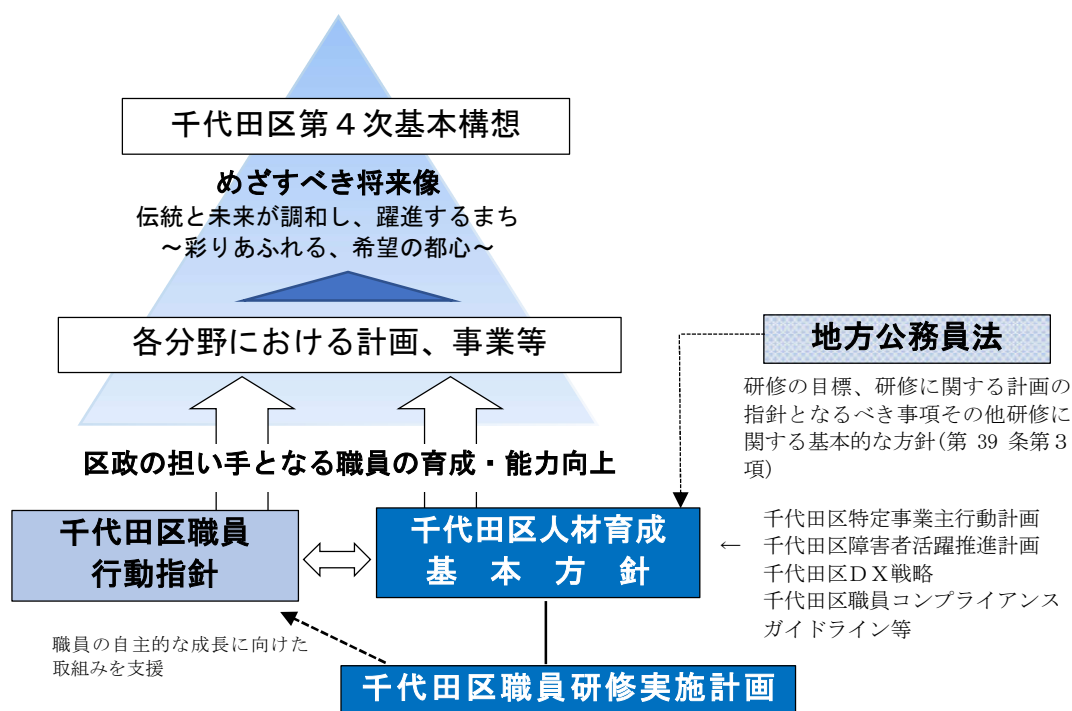 千代田区第４次基本構想
めざすべき将来像
伝統と未来が調和し、躍進するまち
～彩りあふれる、希望の都心～
各分野における計画、事業等
地方公務員法
研修の目標、研修に関する計画の
指針となるべき事項その他研修に
関する基本的な方針(第 39 条第３
項)
区政の担い手となる職員の育成・能力向上
千代田区職員
行動指針
千代田区人材育成
基　本　方　針
←
千代田区特定事業主行動計画
千代田区障害者活躍推進計画
千代田区ＤＸ戦略
千代田区職員コンプライアンス
ガイドライン等
職員の自主的な成長に向けた
取組みを支援
千代田区職員研修実施計画